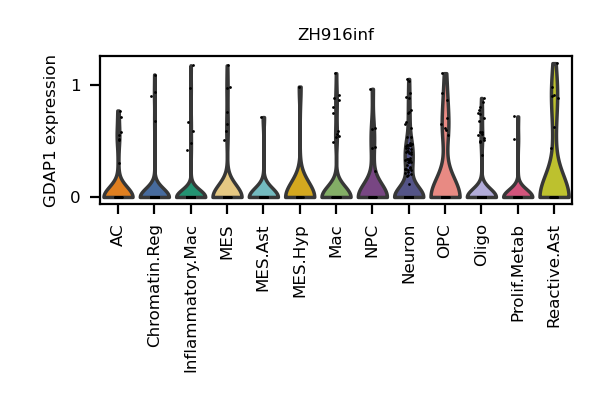 ZH916inf
GDAP1 expression
1
0
AC
Chromatin.Reg
Inflammatory.Mac
MES
MES.Ast
MES.Hyp
Mac
NPC
Neuron
OPC
Oligo
Prolif.Metab
Reactive.Ast